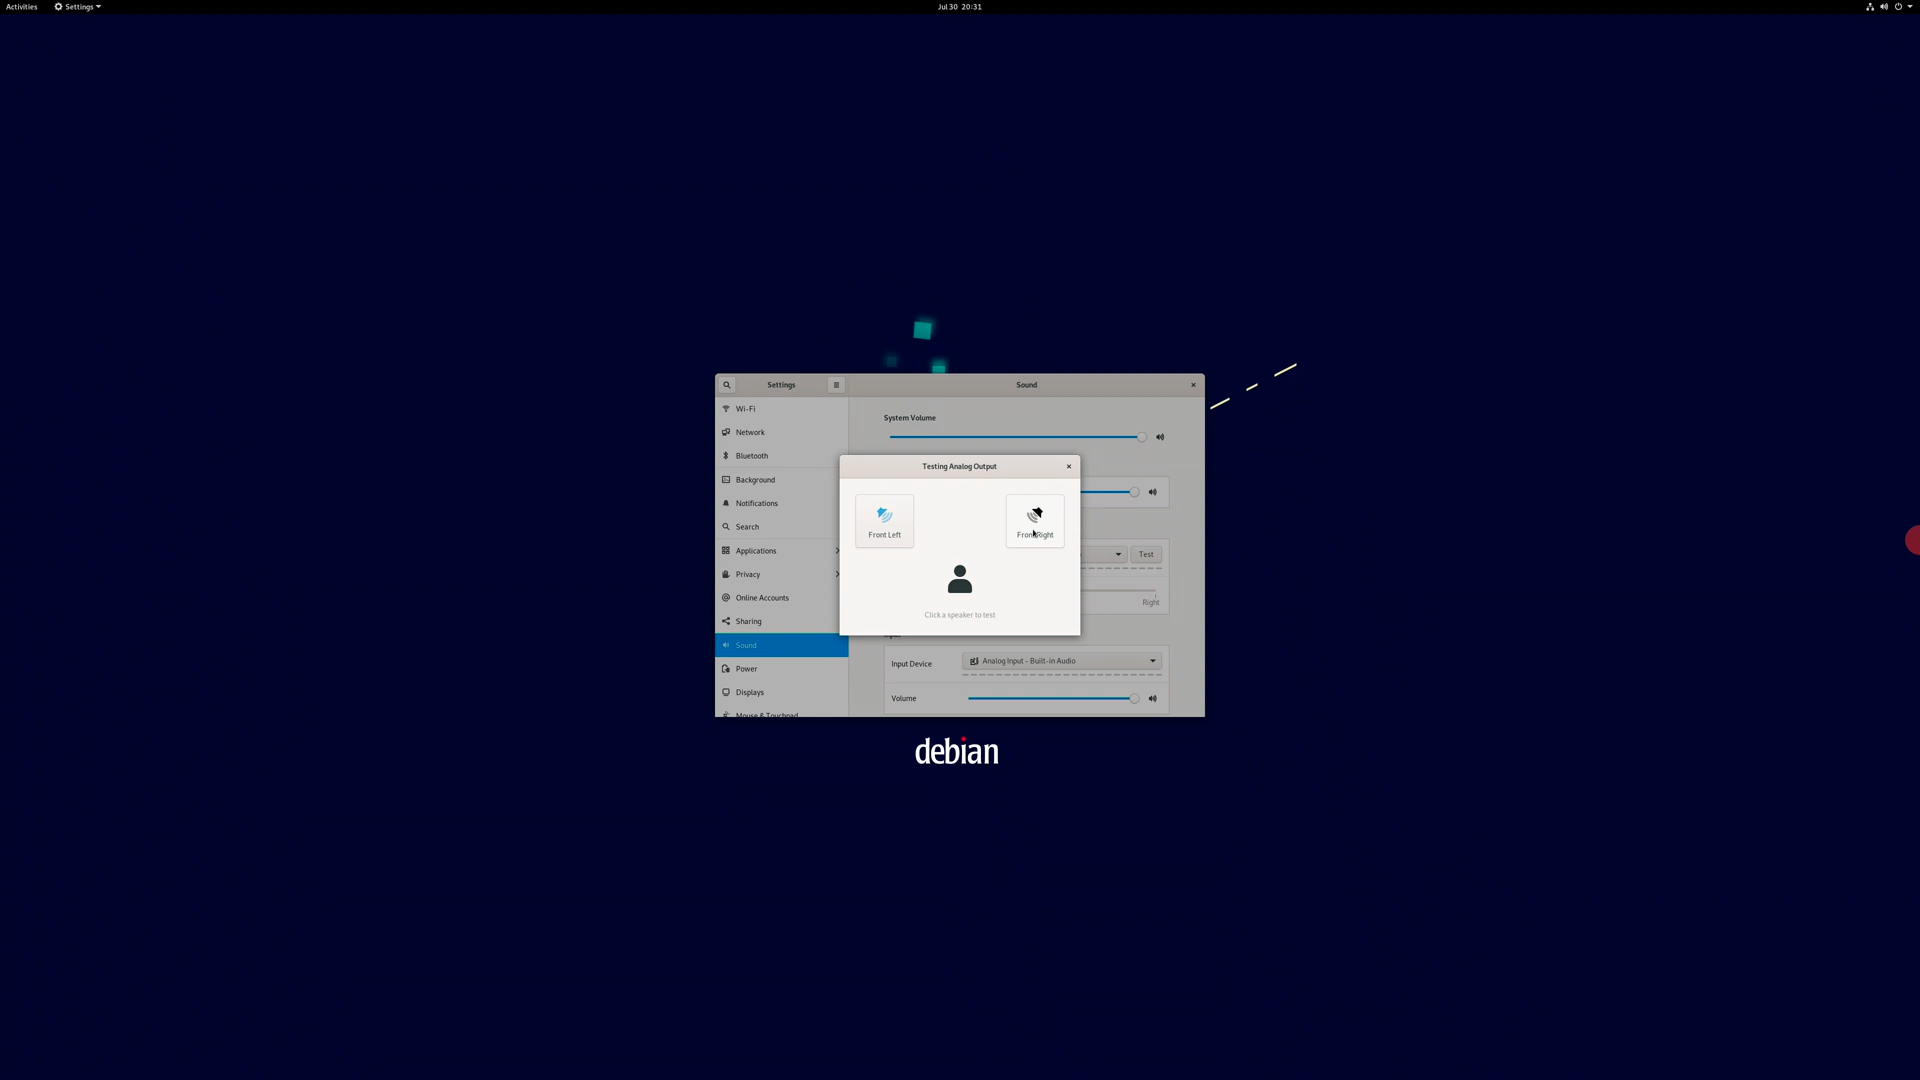 Activities
Settings
Jul 30 20:31
Settings
Sound
Wi-Fi
Network
Bluetooth
Background
Notifications
Search
Applications
Privacy
Online Accounts
Sharing
Sound
Power
Displays
Mouse & Touchpad
System Volume
Testing Analog Output
Front Left
Front Right
Click a speaker to test
Test
Right
Input Device
Analog Input - Built-in Audio
Volume
debian